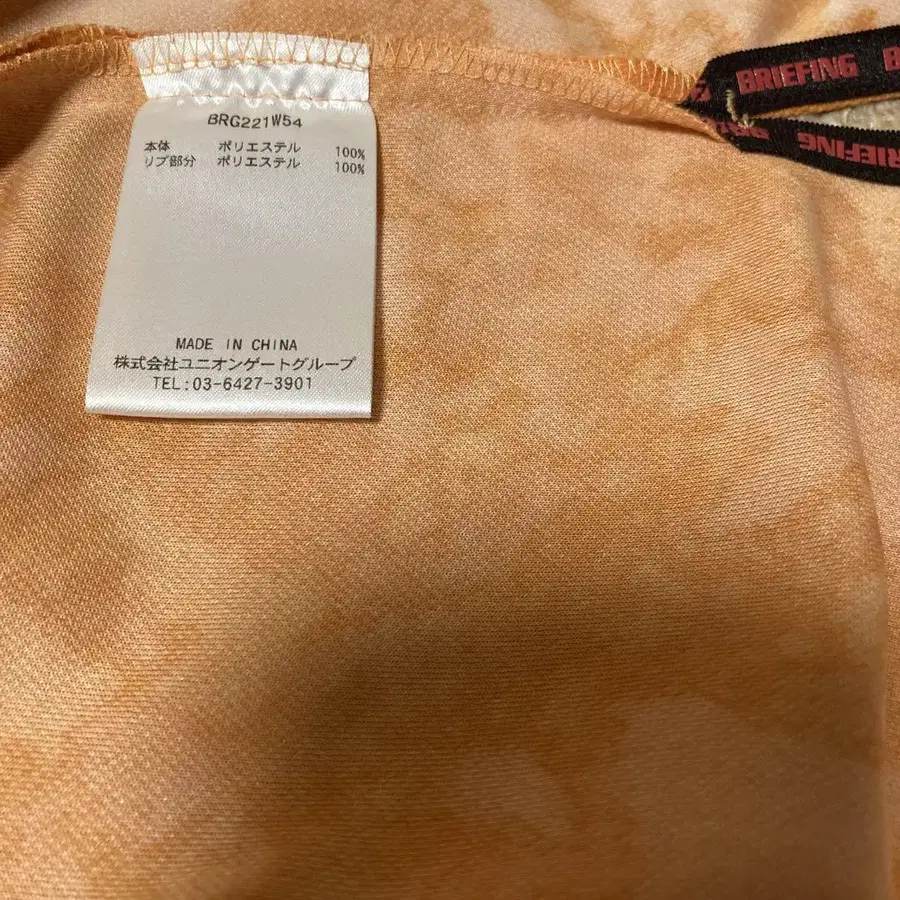 BRG221W54
本体 ポリエステル 100%
リブ部分 ポリエステル 100%
MADE IN CHINA
株式会社ユニオンゲートグループ
TEL:03-6427-3901
BRIEFING B
BRIEFING